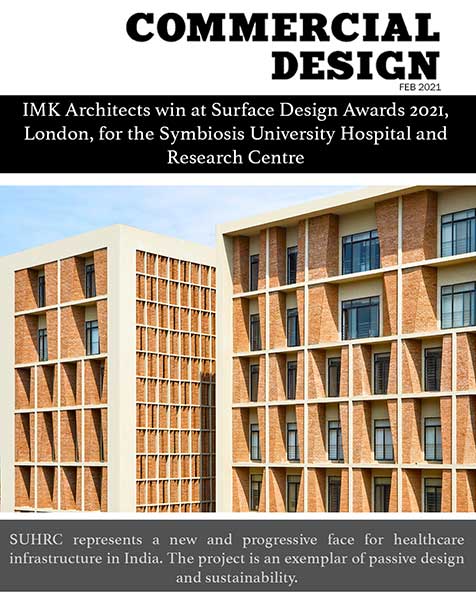 COMMERCIAL
DESIGN
FEB 2021
IMK Architects win at Surface Design Awards 2021,
London, for the Symbiosis University Hospital and
Research Centre
SUHRC represents a new and progressive face for healthcare
infrastructure in India. The project is an exemplar of passive design
and sustainability.